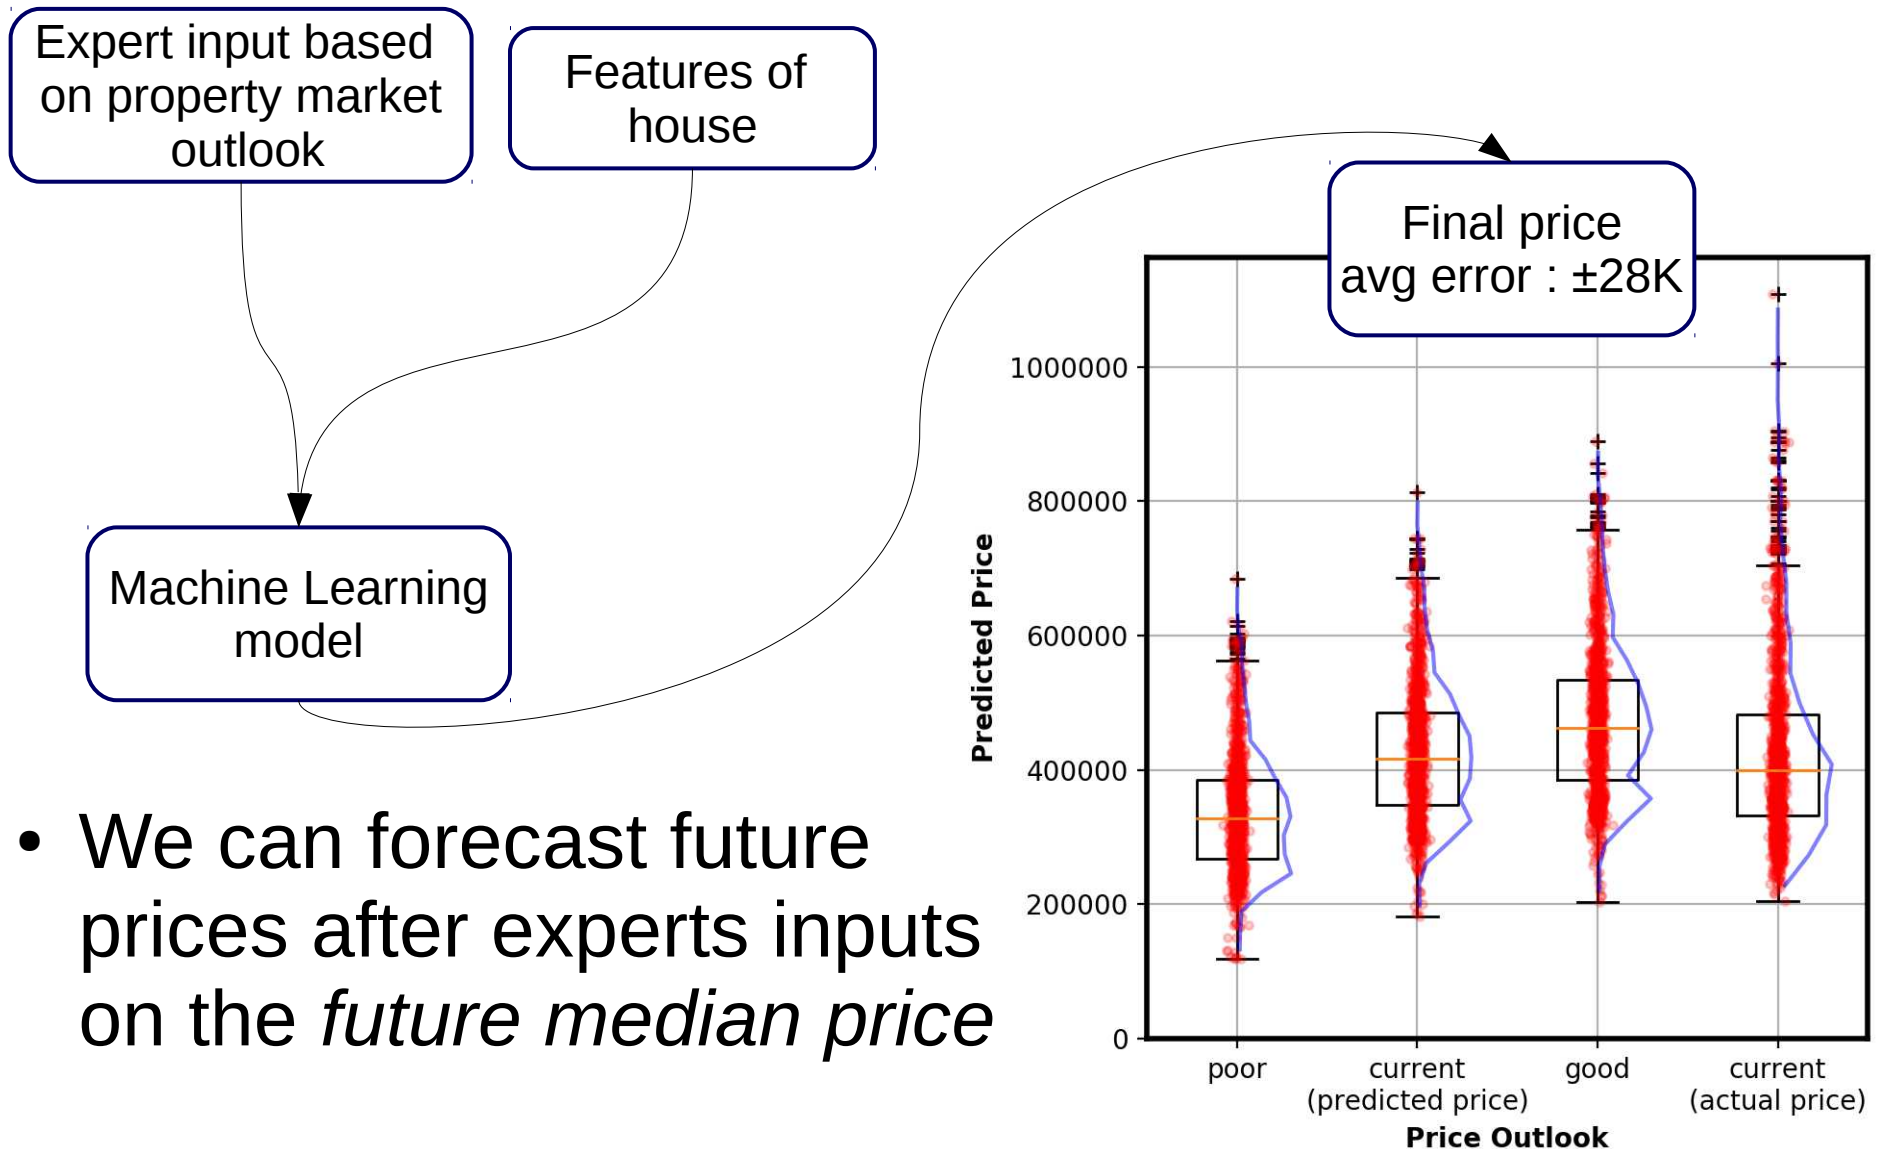 Expert input based
on property market
outlook
Features of
house
Final price
avg error : ±28K
Machine Learning
model
• We can forecast future
prices after experts inputs
on the future median price
Predicted Price
1000000
800000
600000
400000
200000
0
poor
current
(predicted price)
good
current
(actual price)
Price Outlook